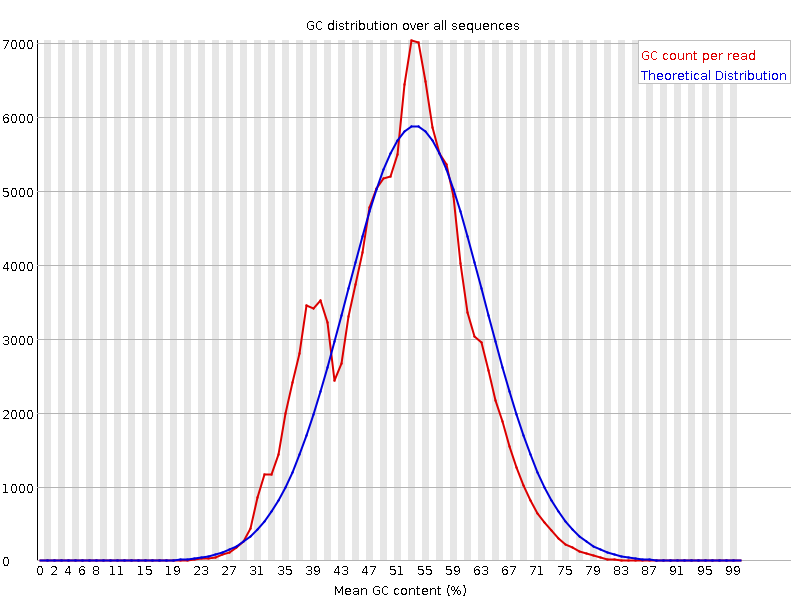 GC distribution over all sequences
GC count per read
Theoretical Distribution
7000
6000
5000
4000
3000
2000
1000
0
0 2 4 6 8 11 15 19 23 27 31 35 39 43 47 51 55 59 63 67 71 75 79 83 87 91 95 99
Mean GC content (%)